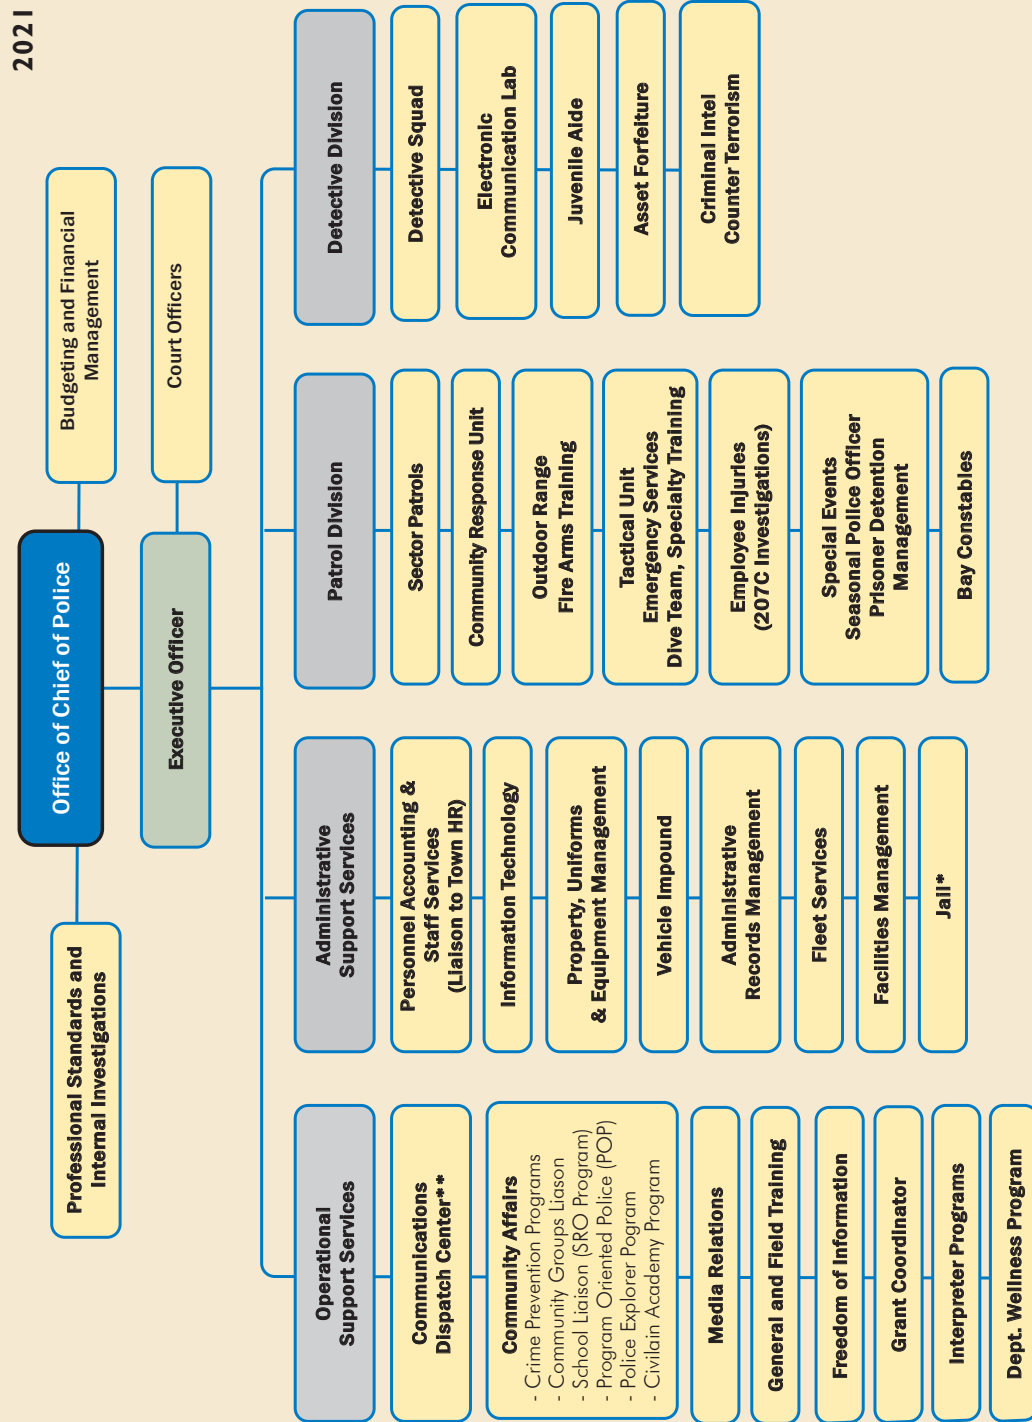 2021
Office of Chief of Police
Professional Standards and
Internal Investigations
Budgeting and Financial
Management
Executive Officer
Court Officers
Operational
Support Services
Communications
Dispatch Center**
Community Affairs
- Crime Prevention Programs
- Community Groups Liason
- School Liaison (SRO Program)
- Program Oriented Police (POP)
- Police Explorer Pogram
- Civilain Academy Program
Media Relations
General and Field Training
Freedom of Information
Grant Coordinator
Interpreter Programs
Dept. Wellness Program
Administrative
Support Services
Personnel Accounting &
Staff Services
(Liaison to Town HR)
Information Technology
Property, Uniforms
& Equipment Management
Vehicle Impound
Administrative
Records Management
Fleet Services
Facilities Management
Jail*
Patrol Division
Sector Patrols
Community Response Unit
Outdoor Range
Fire Arms Training
Tactical Unit
Emergency Services
Dive Team, Specialty Training
Employee Injuries
(207C Investigations)
Special Events
Seasonal Police Officer
Prisoner Detention
Management
Bay Constables
Detective Division
Detective Squad
Electronic
Communication Lab
Juvenile Aide
Asset Forfeiture
Criminal Intel
Counter Terrorism